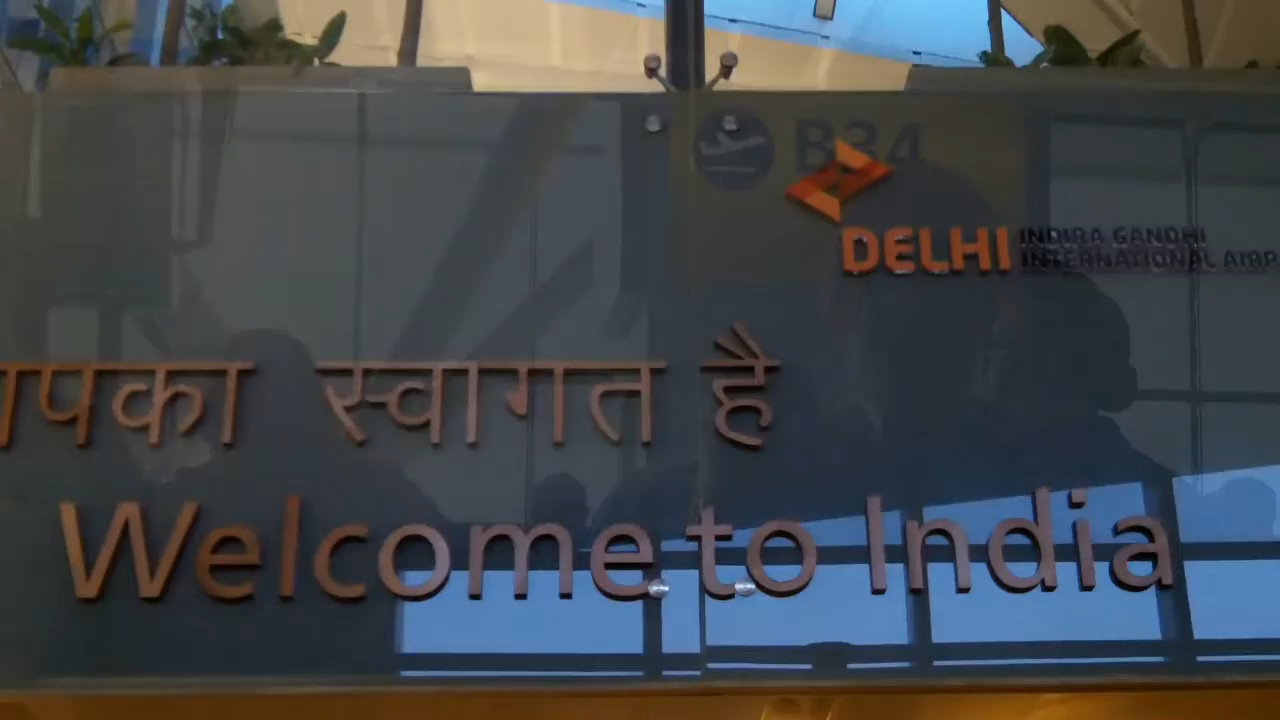 B34
DELHI INDIRA GANDHI
INTERNATIONAL AIRP
पका स्वागत है
Welcome to India